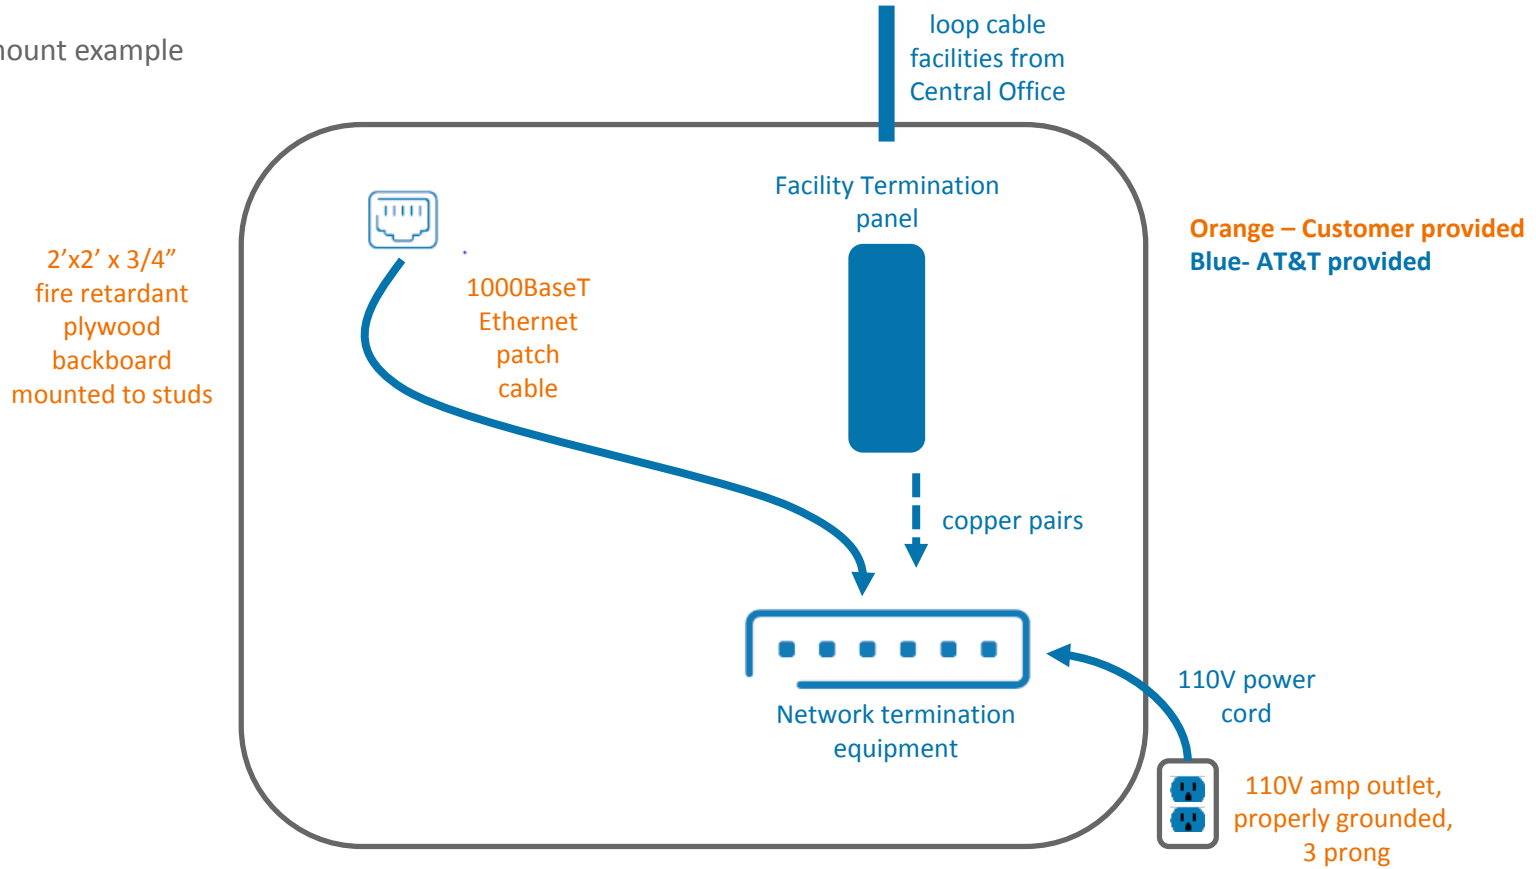 mount example
loop cable
facilities from
Central Office
Facility Termination
panel
Orange – Customer provided
Blue- AT&T provided
2’x2’ x 3/4”
fire retardant
plywood
backboard
mounted to studs
1000BaseT
Ethernet
patch
cable
copper pairs
110V power
cord
Network termination
equipment
110V amp outlet,
properly grounded,
3 prong